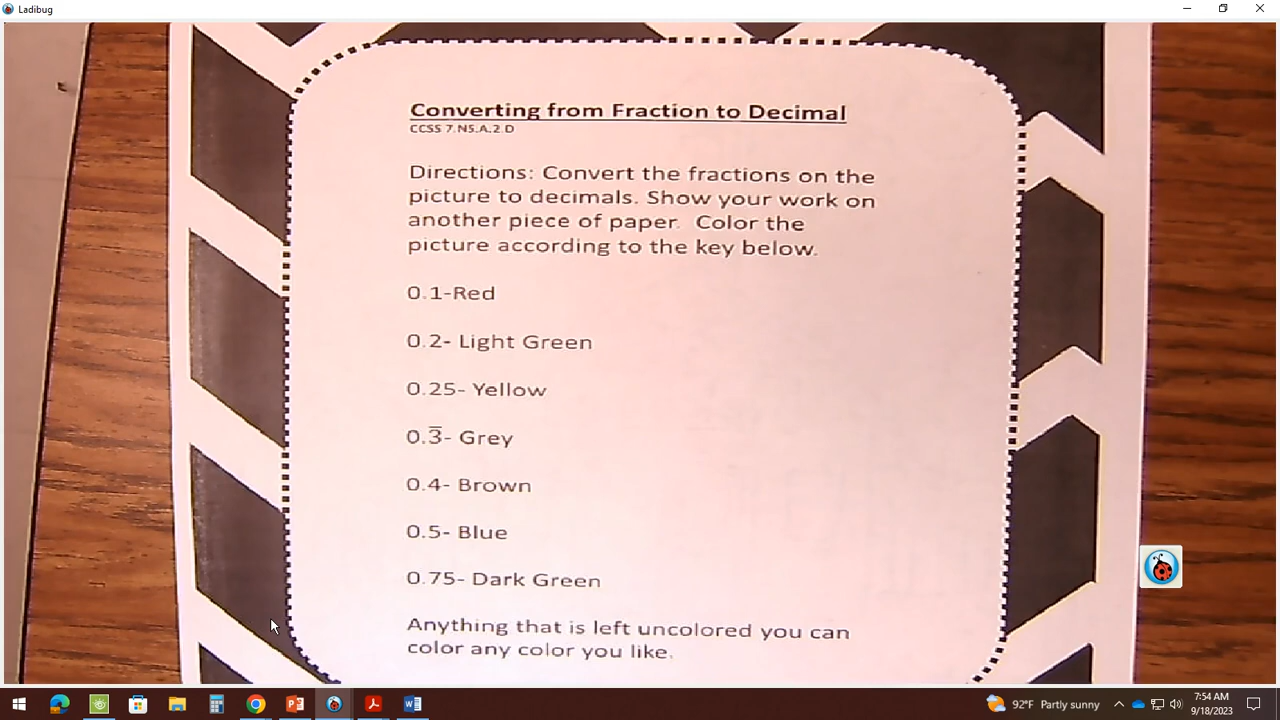 Ladibug
Converting from Fraction to Decimal
CCSS 7.NS.A.2.D
Directions: Convert the fractions on the
picture to decimals. Show your work on
another piece of paper.  Color the
picture according to the key below.
0.1-Red
0.2- Light Green
0.25- Yellow
0.3̅- Grey
0.4- Brown
0.5- Blue
0.75- Dark Green
Anything that is left uncolored you can
color any color you like.
92°F Partly sunny
7:54 AM
9/18/2023